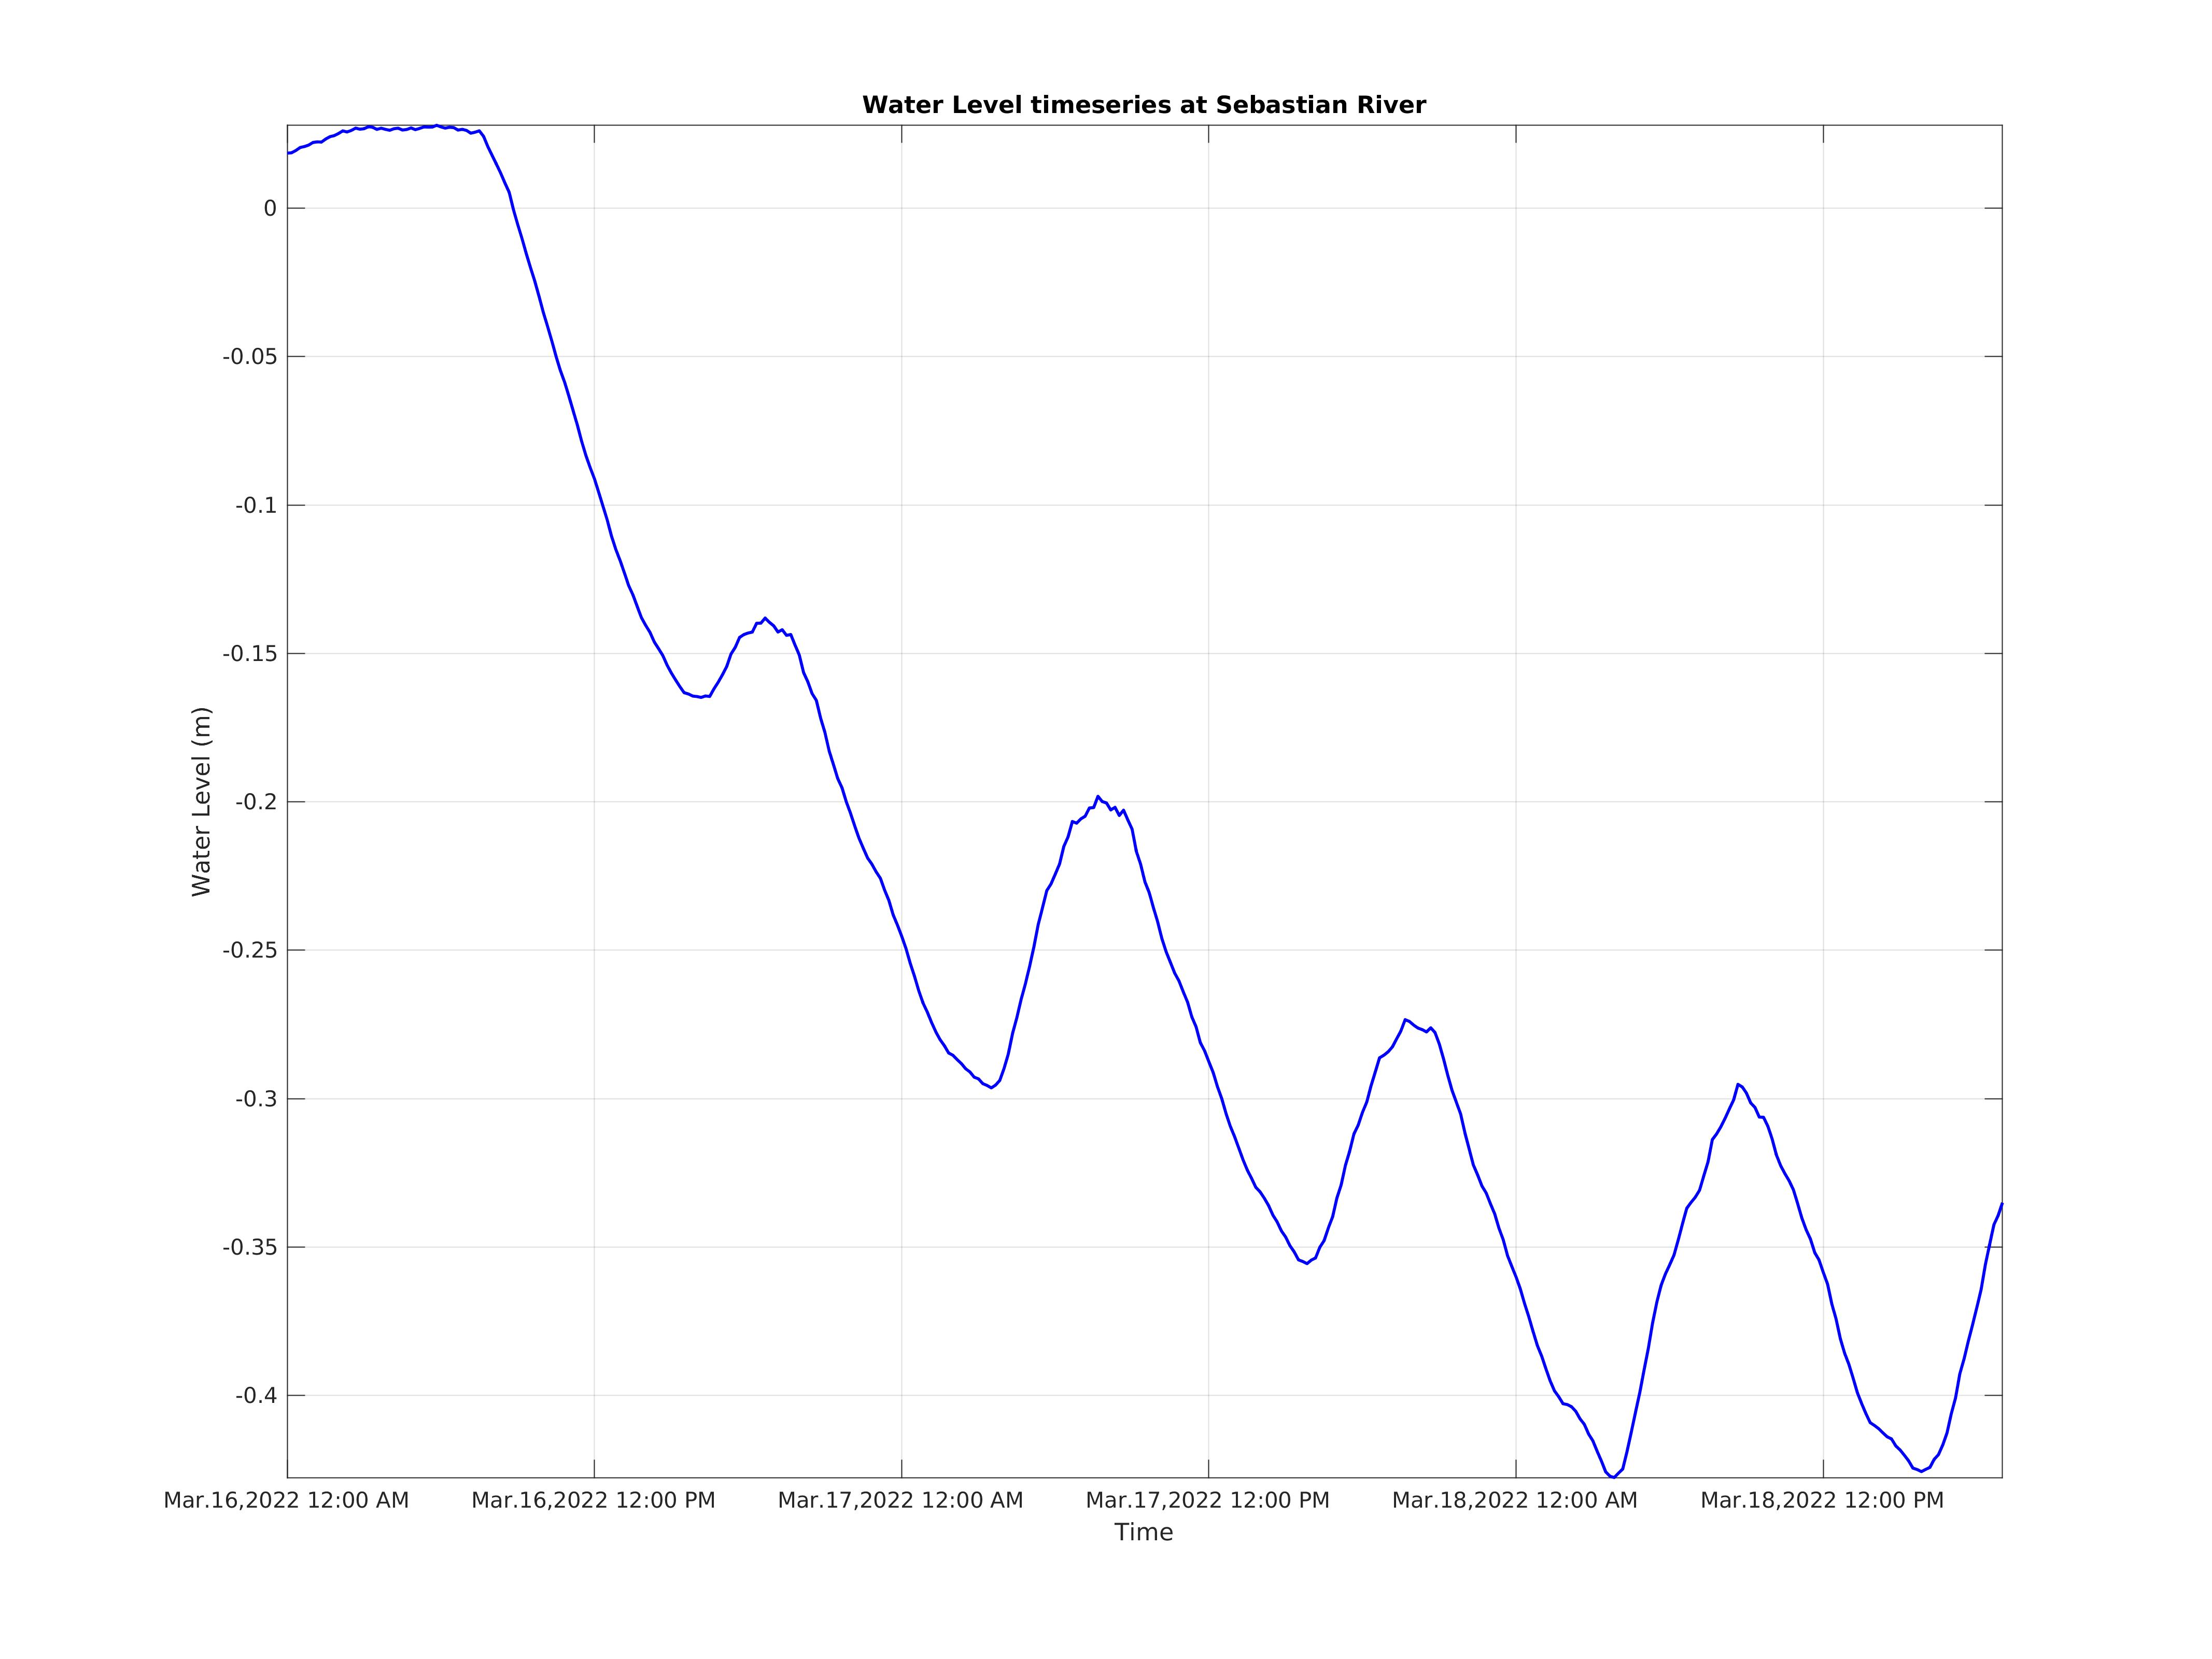 Water Level timeseries at Sebastian River
0
-0.05
-0.1
-0.15
-0.2
-0.25
-0.3
-0.35
-0.4
Water Level (m)
Mar.16,2022 12:00 AM
Mar.16,2022 12:00 PM
Mar.17,2022 12:00 AM
Mar.17,2022 12:00 PM
Mar.18,2022 12:00 AM
Mar.18,2022 12:00 PM
Time